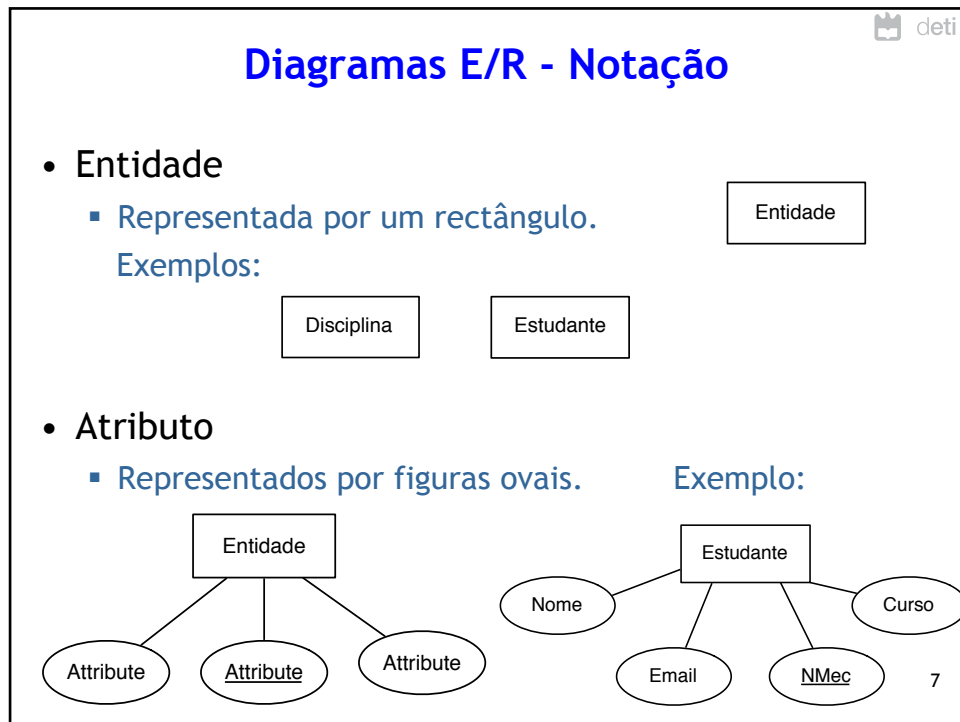 deti
Diagramas E/R - Notação
• Entidade
▪ Representada por um rectângulo.
Entidade
Exemplos:
Disciplina
Estudante
• Atributo
▪ Representados por figuras ovais.
Exemplo:
Entidade
Attribute
Attribute
Attribute
Estudante
Nome
Curso
Email
NMec
7